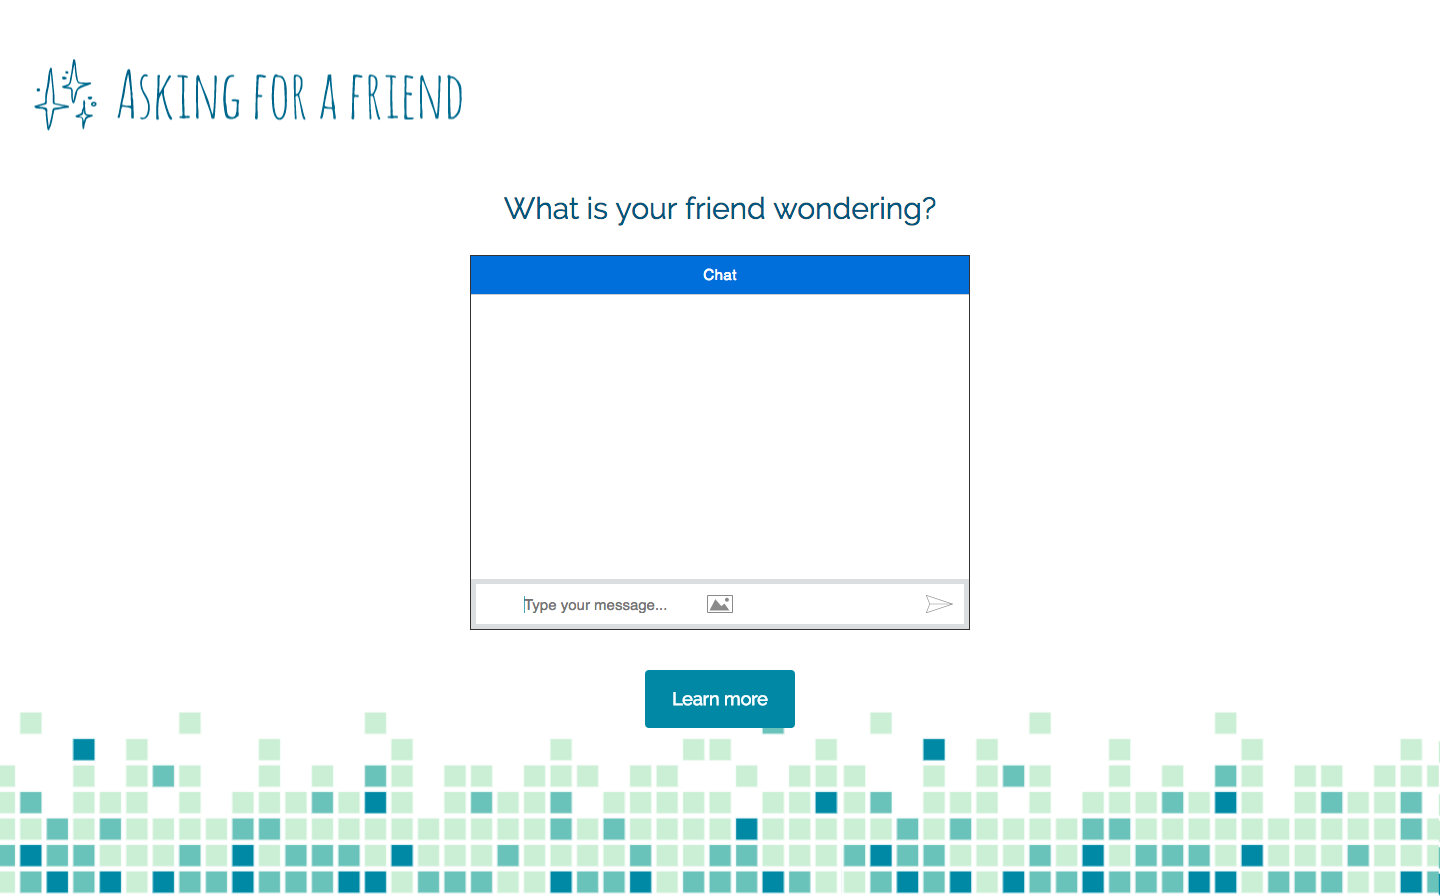 Asking for a friend
What is your friend wondering?
Chat
Type your message...
Learn more